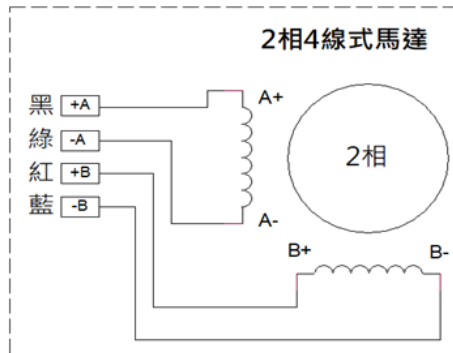 2相4線式馬達
黑 +A
綠 -A
紅 +B
藍 -B
A+
A-
2相
B+
B-